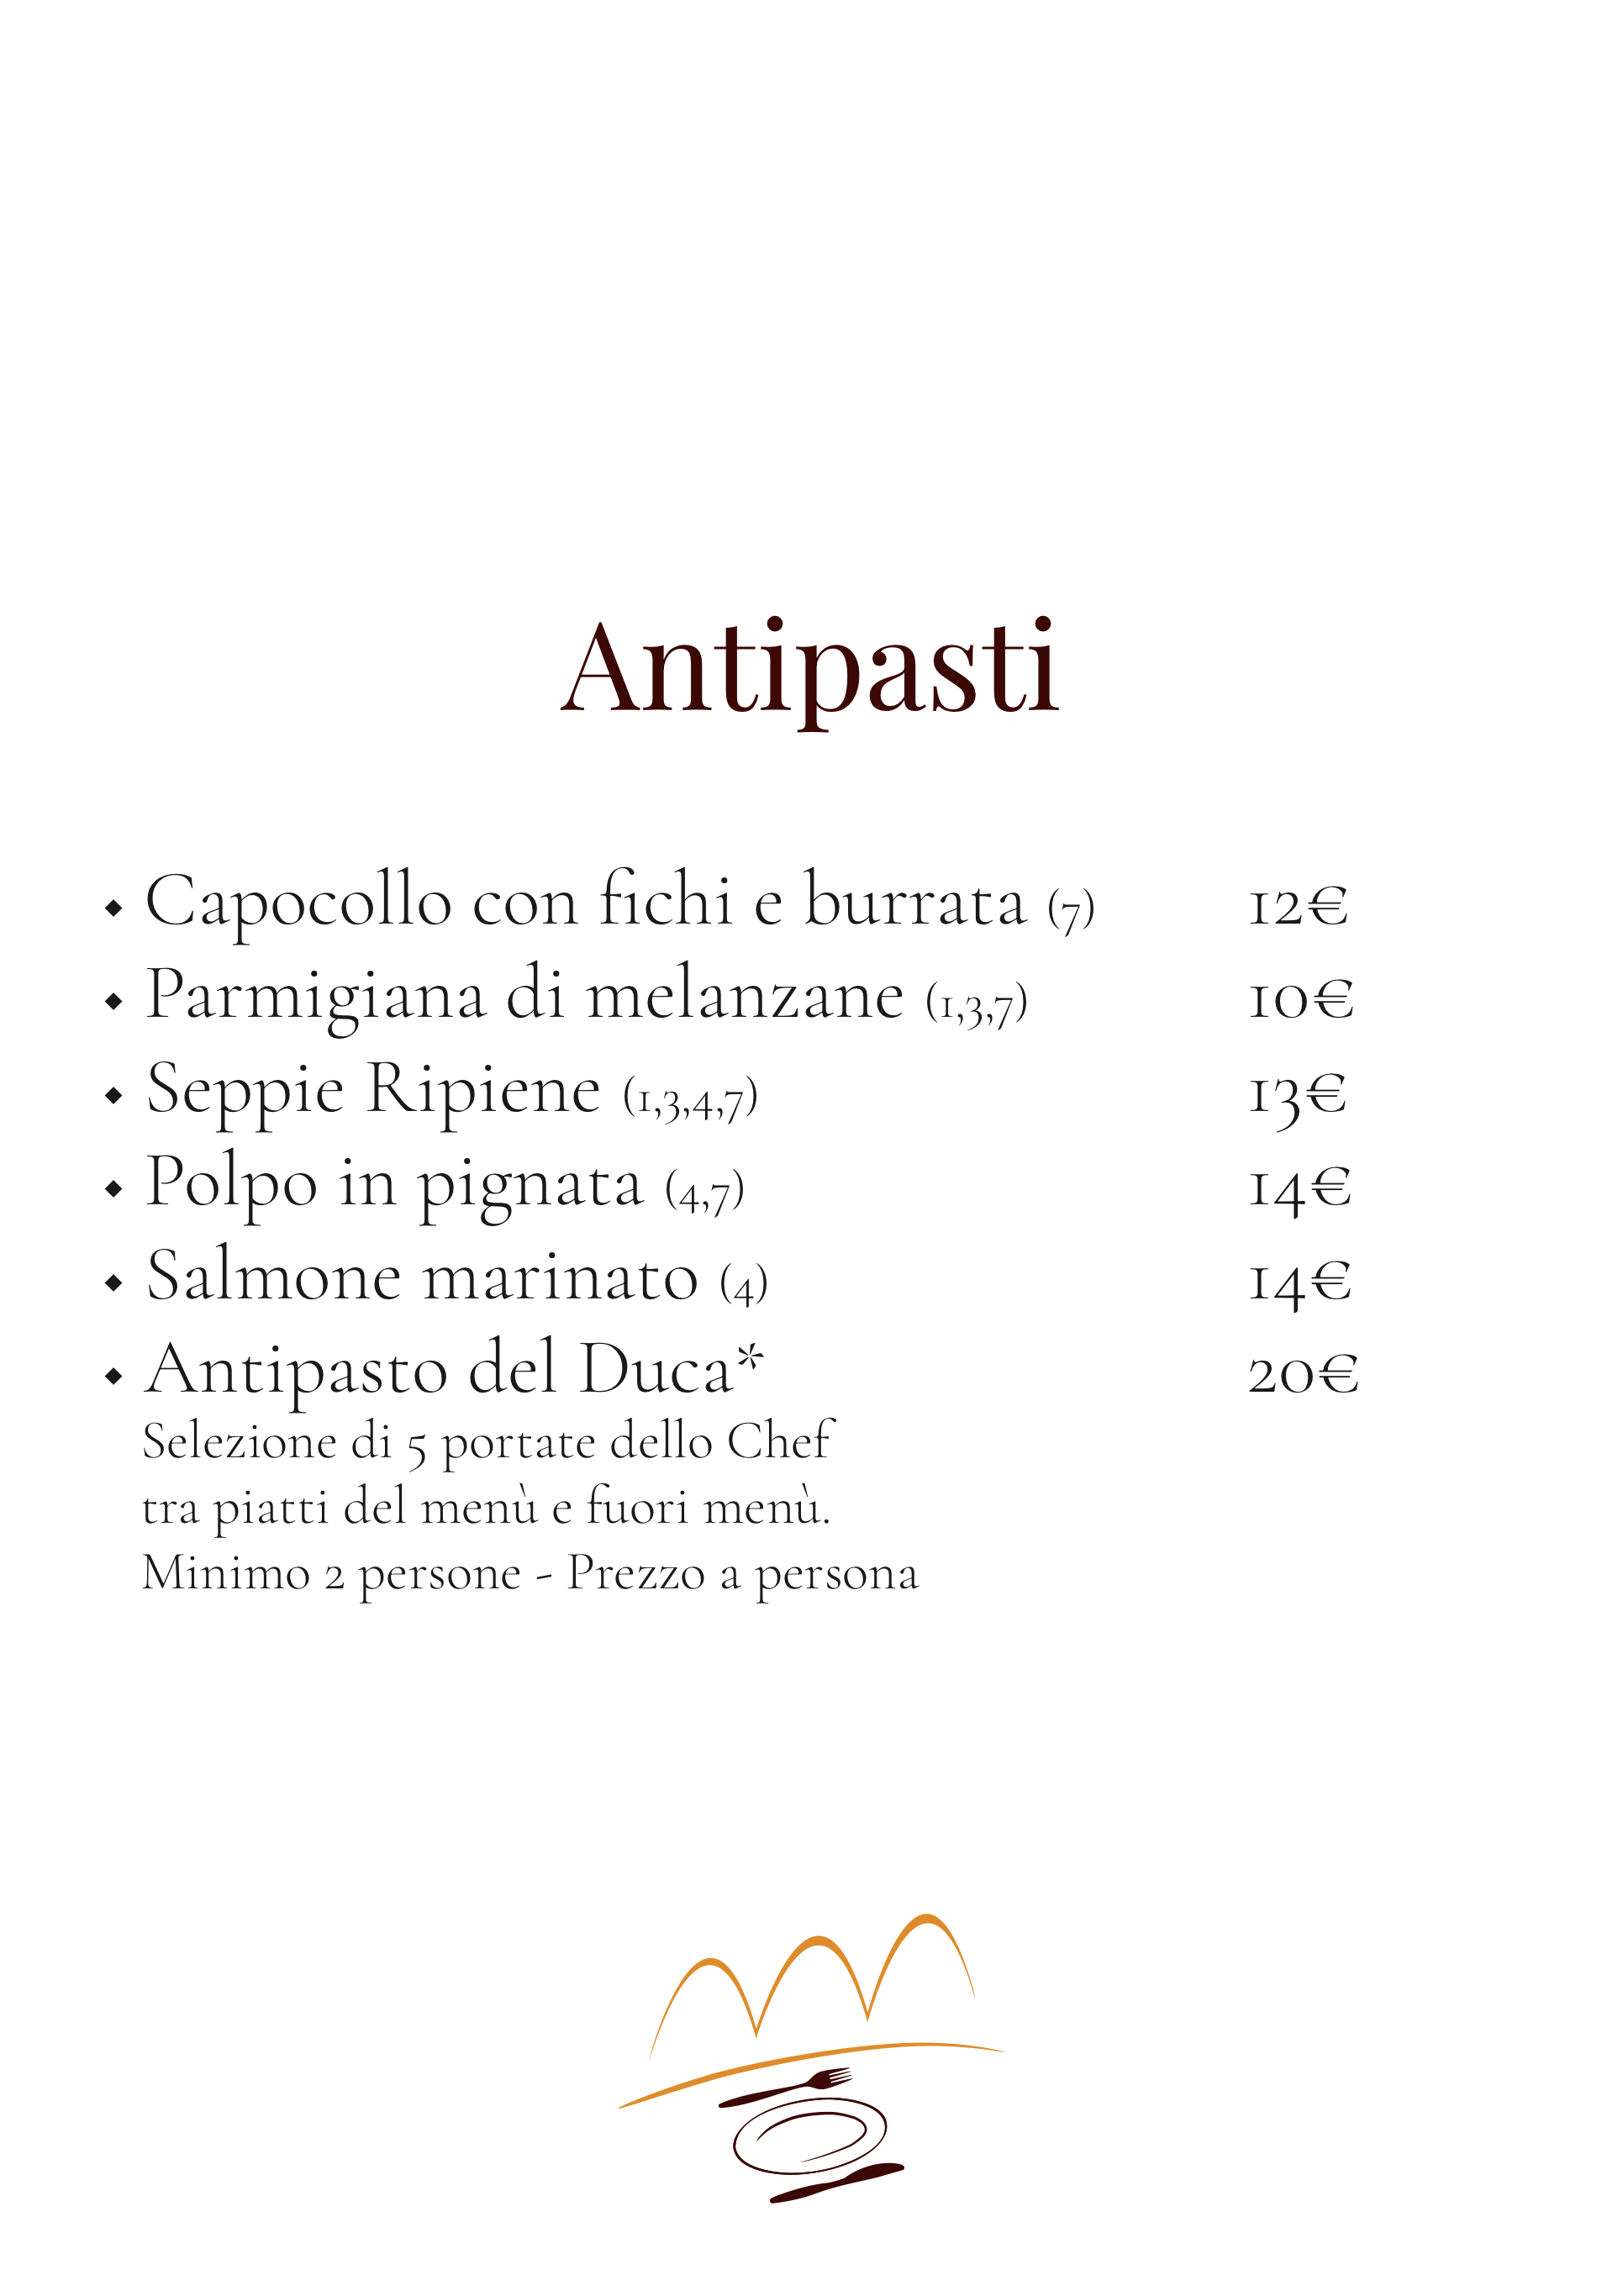 Antipasti
◆ Capocollo con fichi e burrata (7) 12€
◆ Parmigiana di melanzane (1,3,7) 10€
◆ Seppie Ripiene (1,3,4,7) 13€
◆ Polpo in pignata (4,7) 14€
◆ Salmone marinato (4) 14€
◆ Antipasto del Duca* 20€
Selezione di 5 portate dello Chef
tra piatti del menù e fuori menù.
Minimo 2 persone - Prezzo a persona